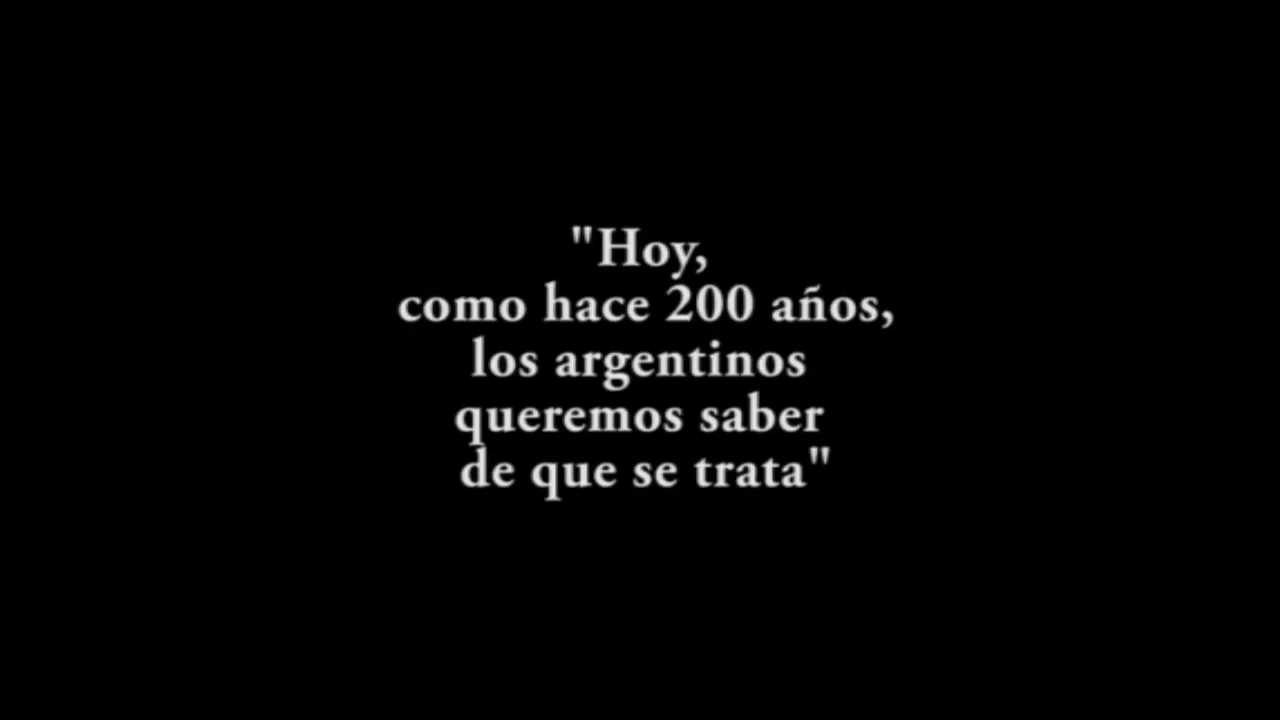 "Hoy,
como hace 200 años,
los argentinos
queremos saber
de que se trata"